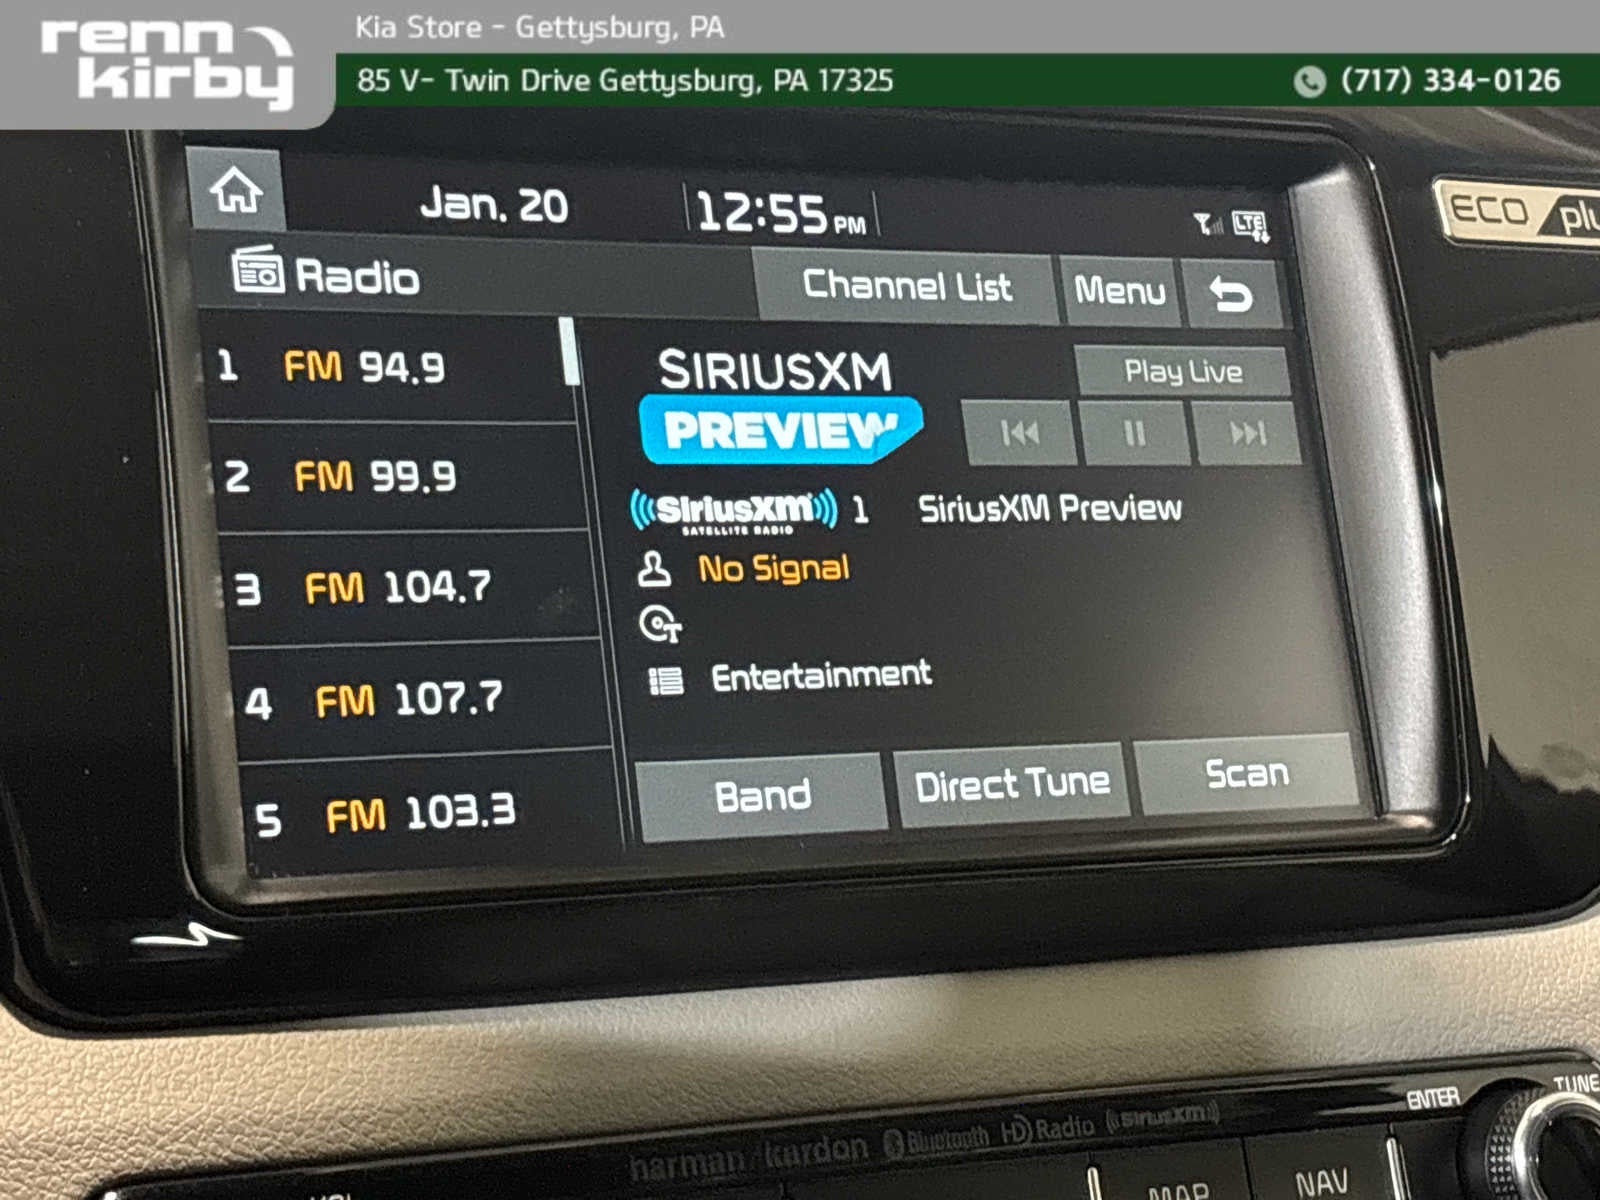 renn kirby
Kia Store - Gettysburg, PA
85 V- Twin Drive Gettysburg, PA 17325
(717) 334-0126
Jan. 20
12:55 PM
LTE
ECO
Radio
Channel List
Menu
1 FM 94.9
2 FM 99.9
3 FM 104.7
4 FM 107.7
5 FM 103.3
SIRIUSXM
PREVIEW
Play Live
((SiriusXM)) 1 SiriusXM Preview
SATELLITE RADIO
No Signal
Entertainment
Band
Direct Tune
Scan
harman/kardon Bluetooth HD Radio ((SiriusXM))
ENTER
TUNE
MAP
NAV